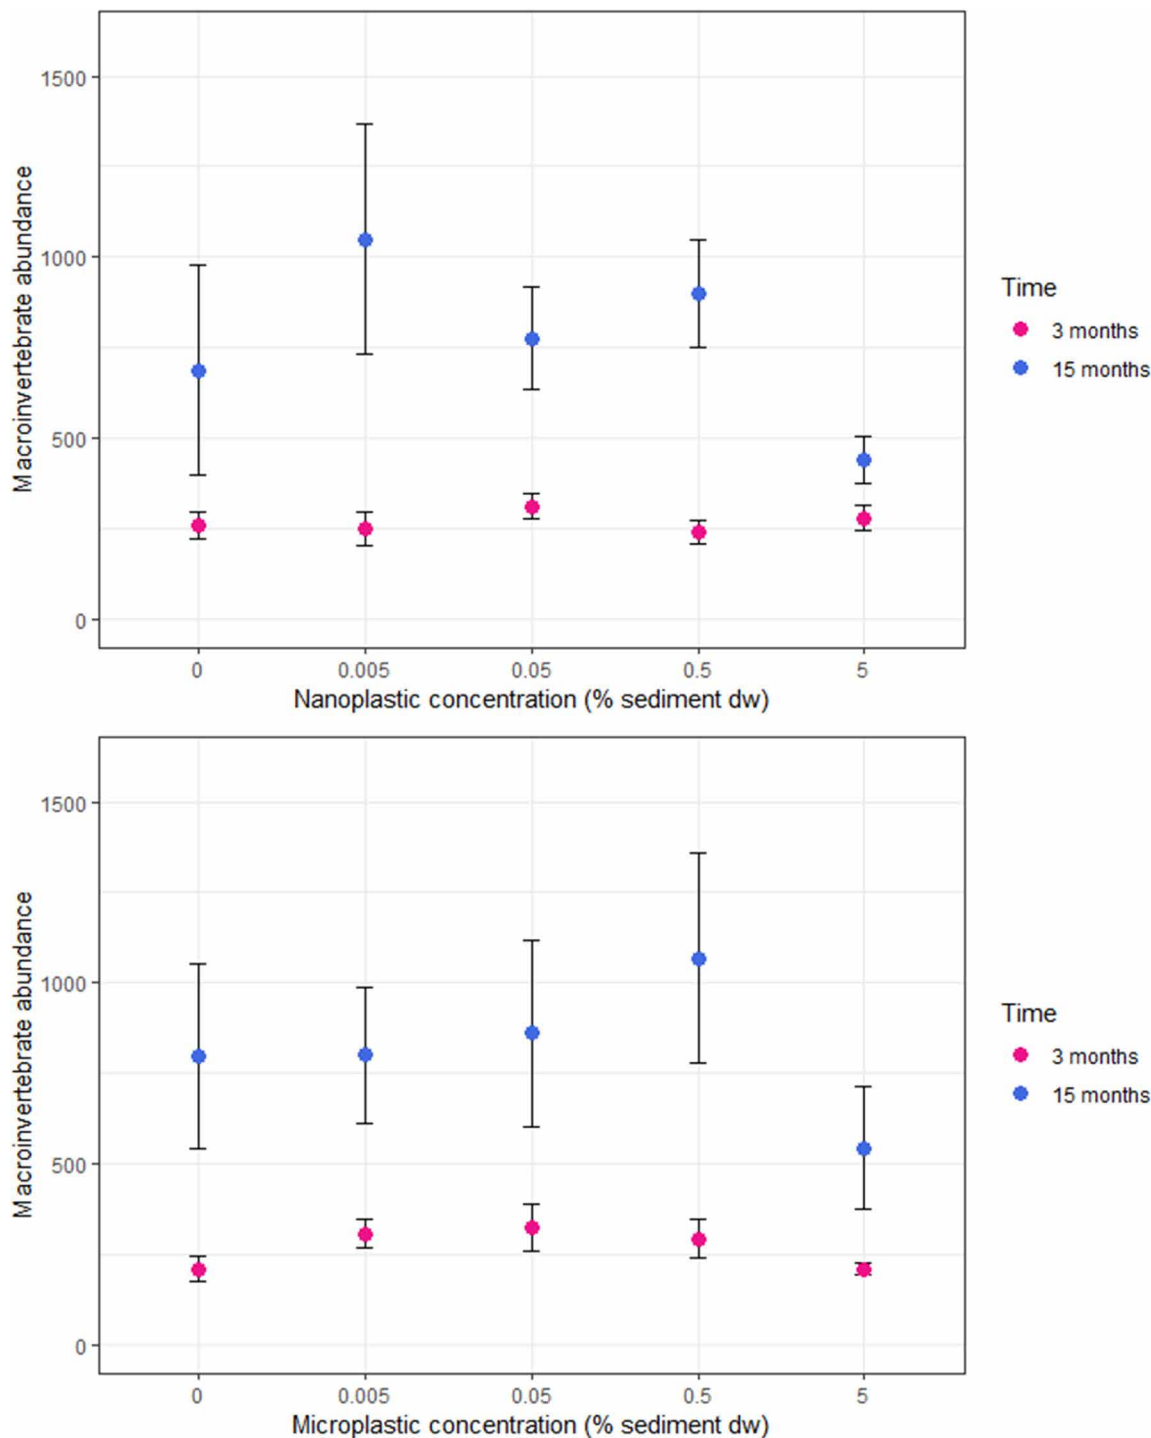 1500
1000
500
0
Macroinvertebrate abundance
0 0.005 0.05 0.5 5
Nanoplastic concentration (% sediment dw)
Time
3 months
15 months
1500
1000
500
0
Macroinvertebrate abundance
0 0.005 0.05 0.5 5
Microplastic concentration (% sediment dw)
Time
3 months
15 months